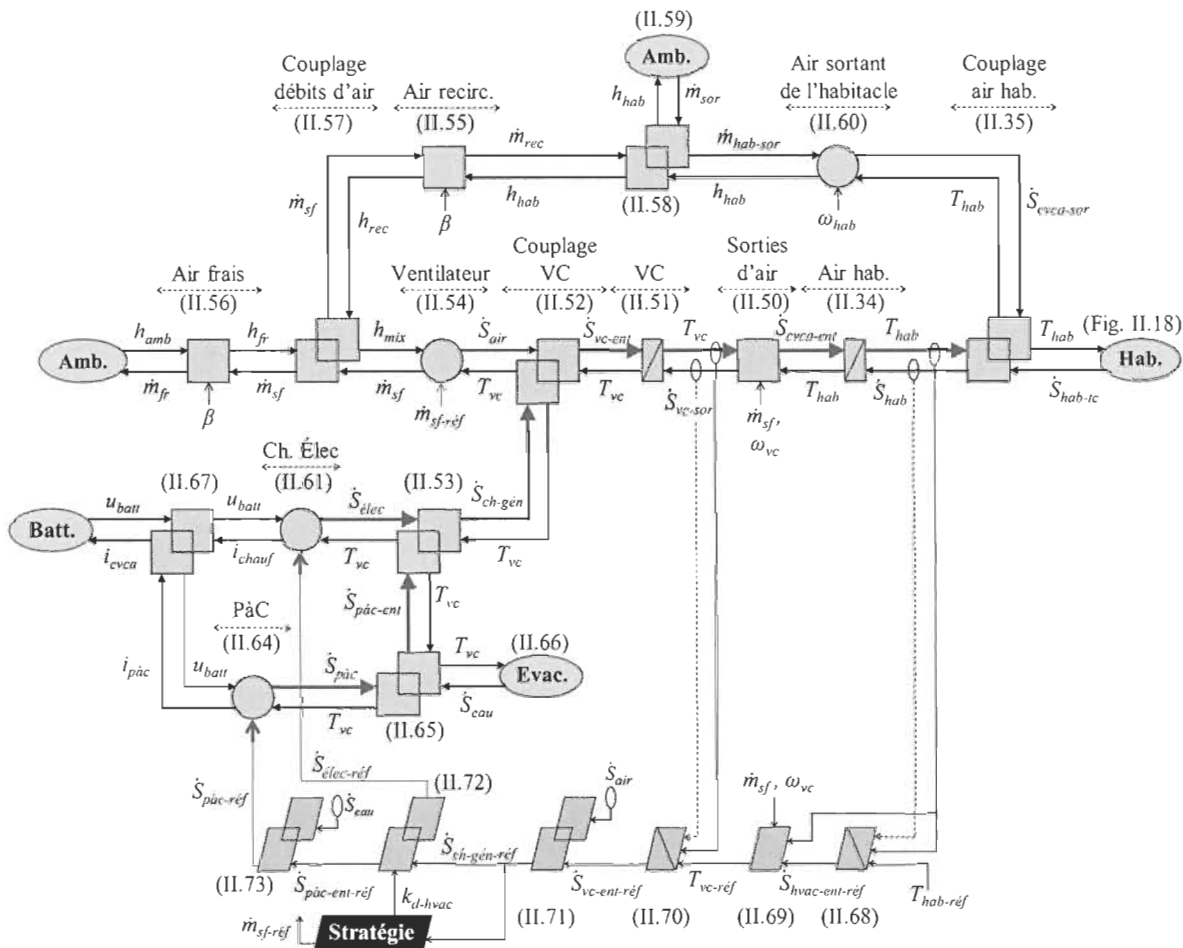 (II.59)
Amb.
Couplage
débits d'air
(II.57)
Air recirc.
(II.55)
h_hab
ṁ_sor
Air sortant
de l'habitacle
(II.60)
Couplage
air hab.
(II.35)
ṁ_rec
ṁ_hab-sor
ṁ_sf
h_rec
β
h_hab
(II.58)
h_hab
ω_hab
T_hab
Ṡ_cvca-sor
Air frais
(II.56)
Ventilateur
(II.54)
Couplage
VC
(II.52)
VC
(II.51)
Sorties
d'air
(II.50)
Air hab.
(II.34)
Amb.
h_amb
h_fr
h_mix
Ṡ_air
Ṡ_vc-ent
T_vc
Ṡ_cvca-ent
T_hab
T_hab
(Fig. II.18)
Hab.
ṁ_fr
ṁ_sf
ṁ_sf
T_vc
T_vc
Ṡ_vc-sor
T_hab
Ṡ_hab
Ṡ_hab-tc
β
ṁ_sf-réf
ṁ_sf,
ω_vc
Ch. Élec
(II.67)
(II.61)
(II.53)
Ṡ_ch-gén
Batt.
u_batt
u_batt
Ṡ_élec
i_cvca
i_chauf
T_vc
T_vc
Ṡ_pàc-ent
T_vc
PàC
(II.64)
i_pàc
u_batt
Ṡ_pàc
T_vc
(II.66)
Evac.
T_vc
Ṡ_eau
(II.65)
Ṡ_pàc-réf
Ṡ_élec-réf
(II.72)
Ṡ_eau
Ṡ_air
ṁ_sf, ω_vc
Ṡ_ch-gén-réf
(II.73)
Ṡ_pàc-ent-réf
k_d-hvac
Ṡ_vc-ent-réf
T_vc-réf
Ṡ_hvac-ent-réf
T_hab-réf
(II.71)
(II.70)
(II.69)
(II.68)
ṁ_sf-réf
Stratégie